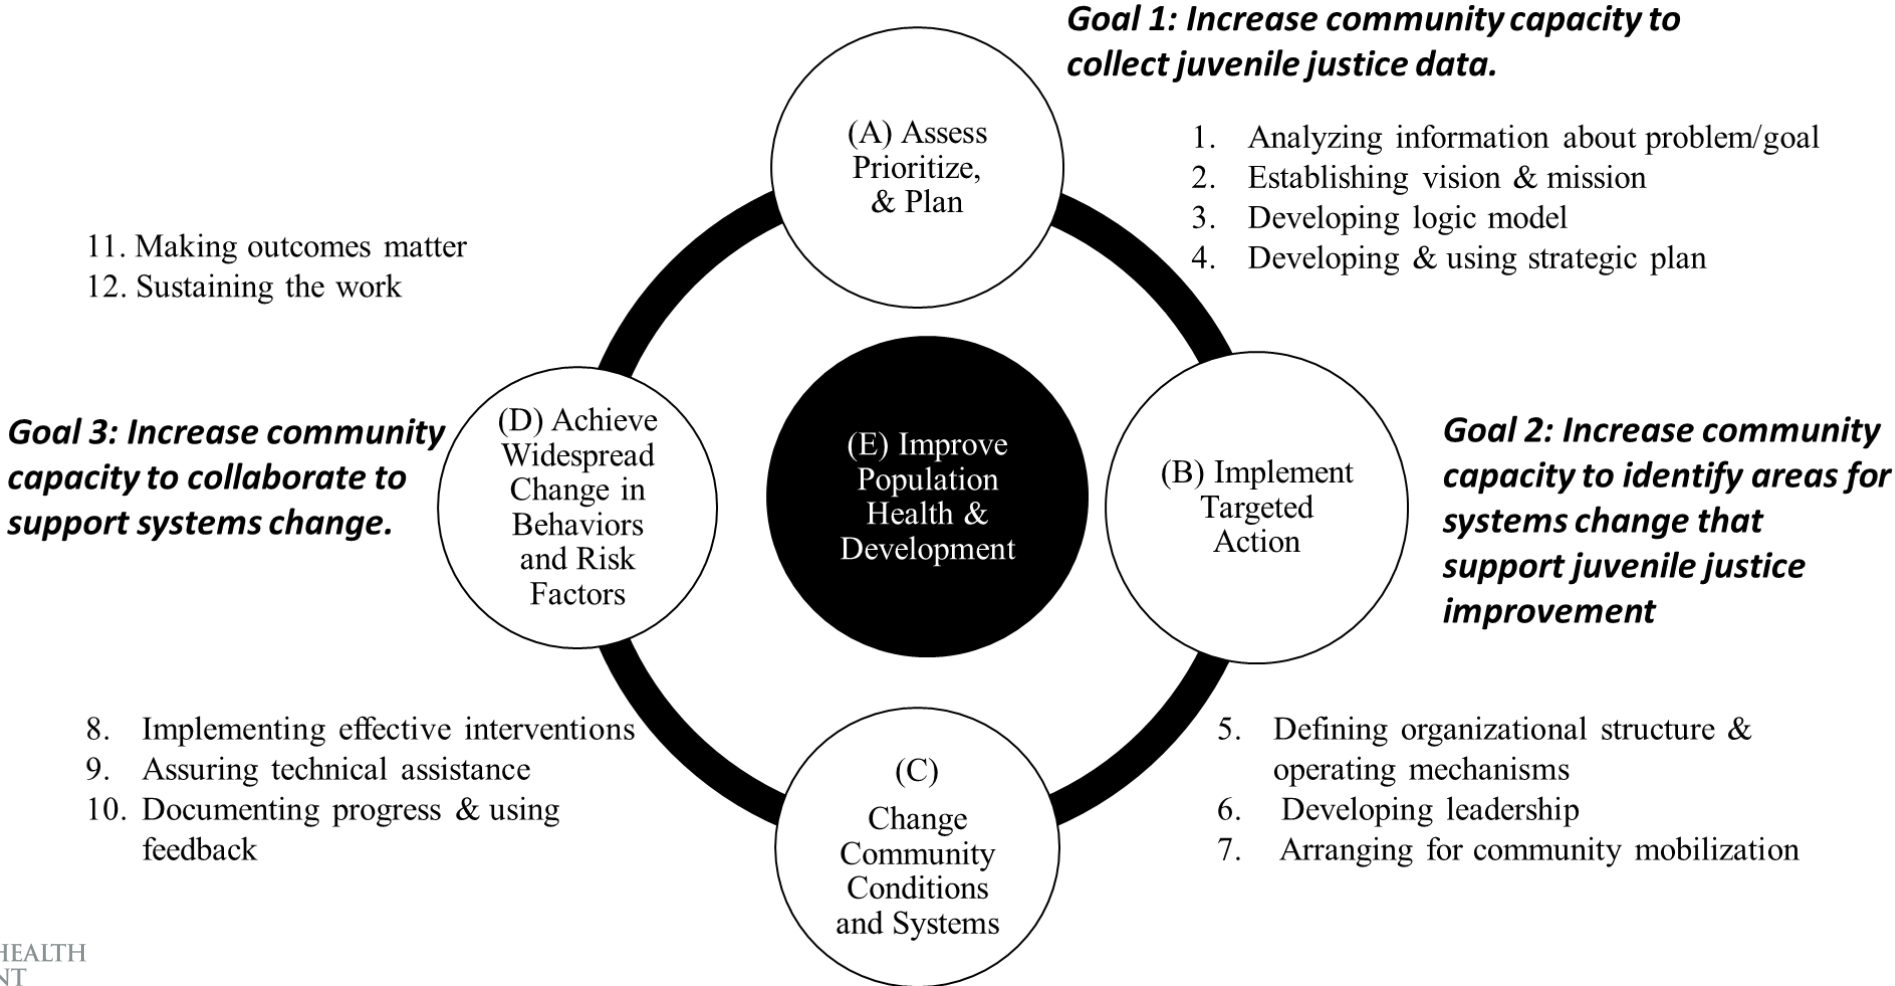 Goal 1: Increase community capacity to
collect juvenile justice data.
(A) Assess
Prioritize,
& Plan
1. Analyzing information about problem/goal
2. Establishing vision & mission
3. Developing logic model
4. Developing & using strategic plan
11. Making outcomes matter
12. Sustaining the work
Goal 3: Increase community
capacity to collaborate to
support systems change.
(D) Achieve
Widespread
Change in
Behaviors
and Risk
Factors
(E) Improve
Population
Health &
Development
(B) Implement
Targeted
Action
Goal 2: Increase community
capacity to identify areas for
systems change that
support juvenile justice
improvement
8. Implementing effective interventions
9. Assuring technical assistance
10. Documenting progress & using
feedback
(C)
Change
Community
Conditions
and Systems
5. Defining organizational structure &
operating mechanisms
6. Developing leadership
7. Arranging for community mobilization
HEALTH
NT